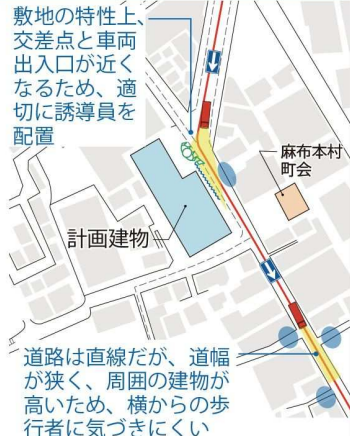 敷地の特性上、
交差点と車両
出入口が近く
なるため、適
切に誘導員を
配置
麻布本村
町会
計画建物
道路は直線だが、道幅
が狭く、周囲の建物が
高いため、横からの歩
行者に気づきにくい